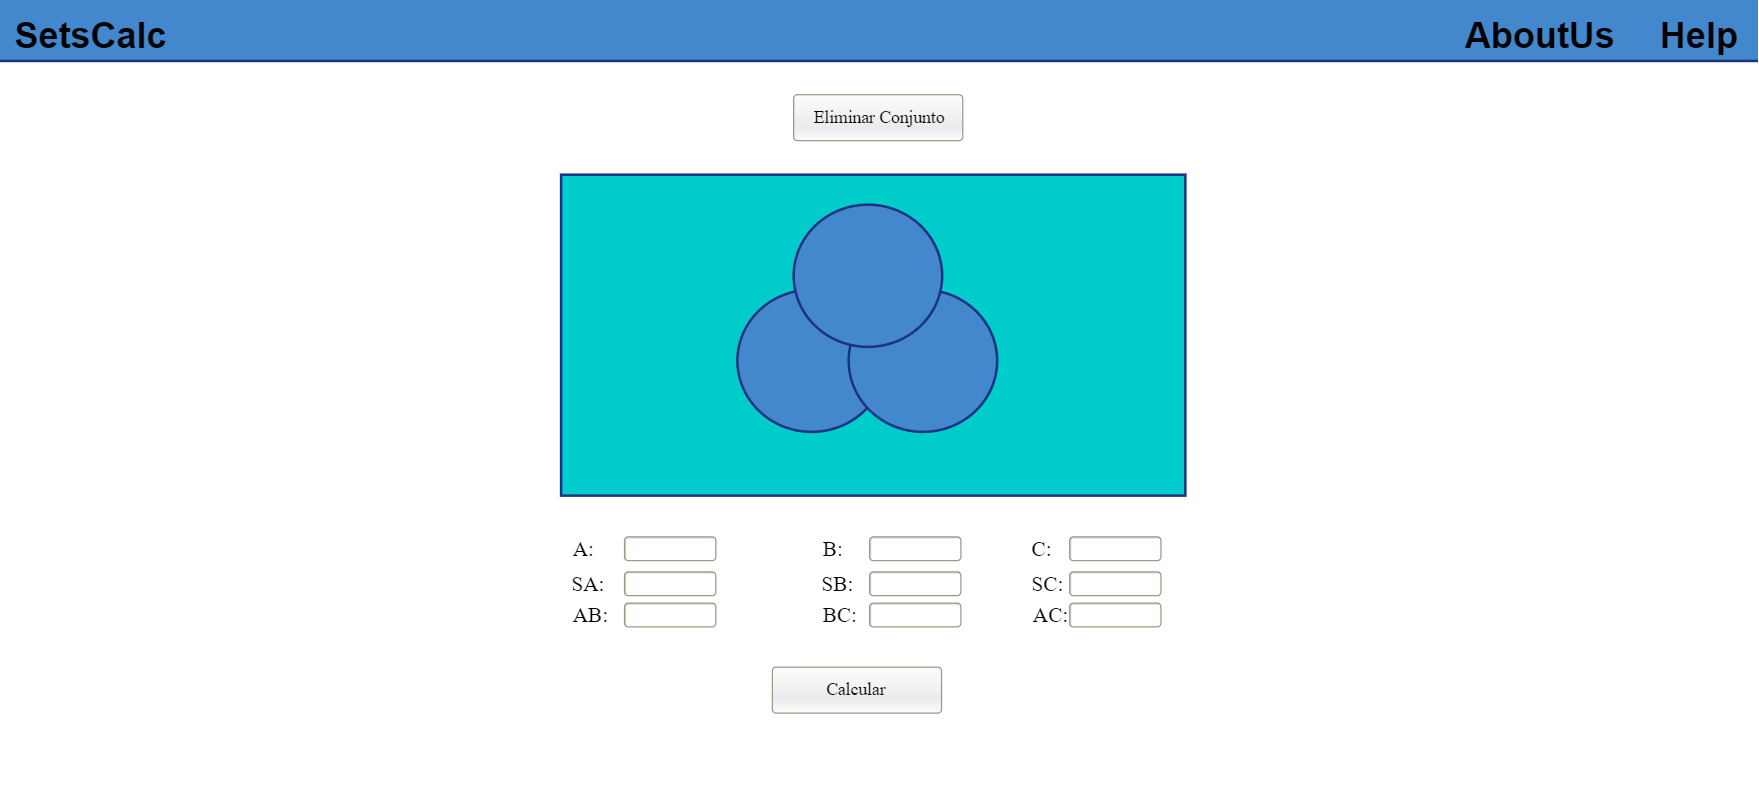 SetsCalc AboutUs Help
Eliminar Conjunto
A: B: C:
SA: SB: SC:
AB: BC: AC:
Calcular